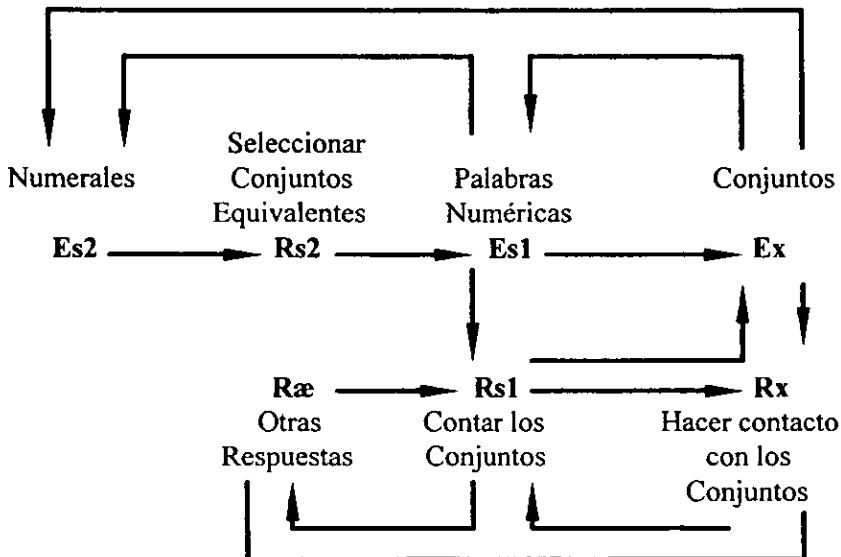 Seleccionar
Numerales Conjuntos Palabras Conjuntos
Equivalentes Numéricas
Es2 Rs2 Es1 Ex
Ræ Rs1 Rx
Otras Contar los Hacer contacto
Respuestas Conjuntos con los
Conjuntos